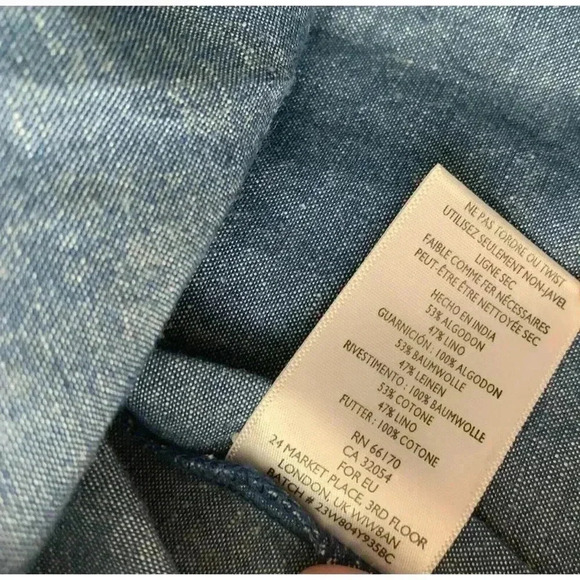 NE PAS TORDRE OU TWIST
UTILISEZ SEULEMENT NON-JAVEL
LIGNE SEC
FAIBLE COMME FER NÉCESSAIRES
PEUT-ÊTRE ÊTRE NETTOYÉE SEC
HECHO EN INDIA
53% ALGODON
47% LINO
GUARNICION: 100% ALGODON
53% BAUMWOLLE
47% LEINEN
RIVESTIMENTO: 100% BAUMWOLLE
53% COTONE
47% LINO
FUTTER: 100% COTONE
RN 66170
CA 32054
FOR EU
24 MARKET PLACE, 3RD FLOOR
LONDON, UK W1W8AN
BATCH # 23W804Y935BC